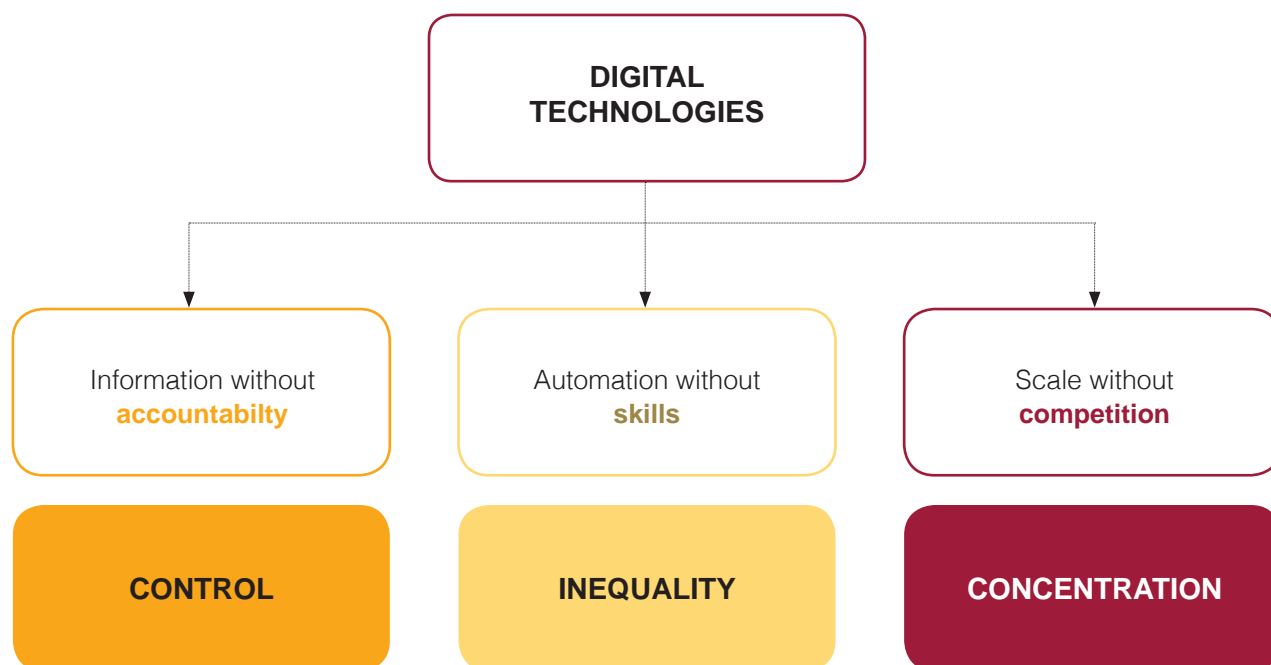 DIGITAL
TECHNOLOGIES
Information without
accountabilty
Automation without
skills
Scale without
competition
CONTROL
INEQUALITY
CONCENTRATION